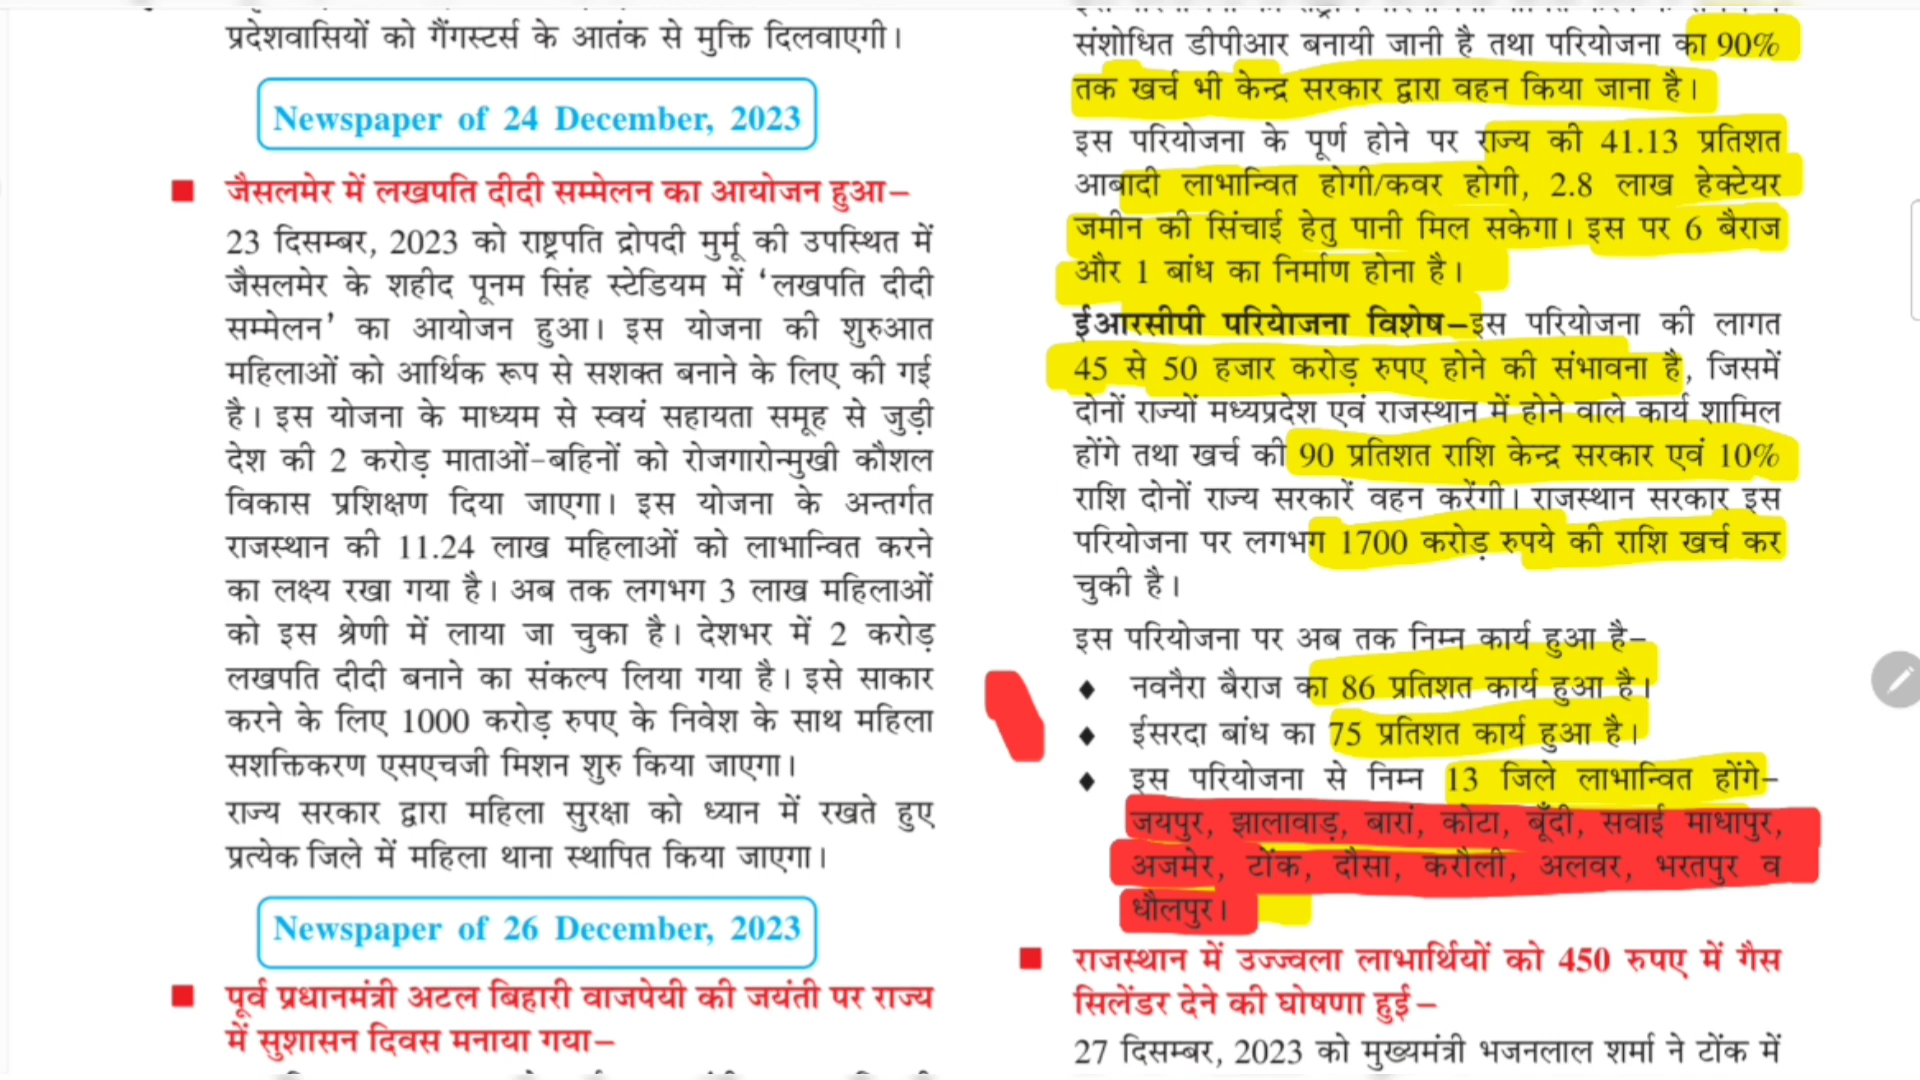 प्रदेशवासियों को गैंगस्टर्स के आतंक से मुक्ति दिलवाएगी।
Newspaper of 24 December, 2023
■ जैसलमेर में लखपति दीदी सम्मेलन का आयोजन हुआ–
23 दिसम्बर, 2023 को राष्ट्रपति द्रोपदी मुर्मू की उपस्थित में
जैसलमेर के शहीद पूनम सिंह स्टेडियम में ‘लखपति दीदी
सम्मेलन’ का आयोजन हुआ। इस योजना की शुरुआत
महिलाओं को आर्थिक रूप से सशक्त बनाने के लिए की गई
है। इस योजना के माध्यम से स्वयं सहायता समूह से जुड़ी
देश की 2 करोड़ माताओं-बहिनों को रोजगारोन्मुखी कौशल
विकास प्रशिक्षण दिया जाएगा। इस योजना के अन्तर्गत
राजस्थान की 11.24 लाख महिलाओं को लाभान्वित करने
का लक्ष्य रखा गया है। अब तक लगभग 3 लाख महिलाओं
को इस श्रेणी में लाया जा चुका है। देशभर में 2 करोड़
लखपति दीदी बनाने का संकल्प लिया गया है। इसे साकार
करने के लिए 1000 करोड़ रुपए के निवेश के साथ महिला
सशक्तिकरण एसएचजी मिशन शुरु किया जाएगा।
राज्य सरकार द्वारा महिला सुरक्षा को ध्यान में रखते हुए
प्रत्येक जिले में महिला थाना स्थापित किया जाएगा।
Newspaper of 26 December, 2023
■ पूर्व प्रधानमंत्री अटल बिहारी वाजपेयी की जयंती पर राज्य
में सुशासन दिवस मनाया गया–
संशोधित डीपीआर बनायी जानी है तथा परियोजना का 90%
तक खर्च भी केन्द्र सरकार द्वारा वहन किया जाना है।
इस परियोजना के पूर्ण होने पर राज्य की 41.13 प्रतिशत
आबादी लाभान्वित होगी/कवर होगी, 2.8 लाख हेक्टेयर
जमीन की सिंचाई हेतु पानी मिल सकेगा। इस पर 6 बैराज
और 1 बांध का निर्माण होना है।
ईआरसीपी परियोजना विशेष–इस परियोजना की लागत
45 से 50 हजार करोड़ रुपए होने की संभावना है, जिसमें
दोनों राज्यों मध्यप्रदेश एवं राजस्थान में होने वाले कार्य शामिल
होंगे तथा खर्च की 90 प्रतिशत राशि केन्द्र सरकार एवं 10%
राशि दोनों राज्य सरकारें वहन करेंगी। राजस्थान सरकार इस
परियोजना पर लगभग 1700 करोड़ रुपये की राशि खर्च कर
चुकी है।
इस परियोजना पर अब तक निम्न कार्य हुआ है–
♦ नवनैरा बैराज का 86 प्रतिशत कार्य हुआ है।
♦ ईसरदा बांध का 75 प्रतिशत कार्य हुआ है।
♦ इस परियोजना से निम्न 13 जिले लाभान्वित होंगे–
जयपुर, झालावाड़, बारां, कोटा, बूँदी, सवाई माधापुर,
अजमेर, टोंक, दौसा, करौली, अलवर, भरतपुर व
धौलपुर।
■ राजस्थान में उज्ज्वला लाभार्थियों को 450 रुपए में गैस
सिलेंडर देने की घोषणा हुई–
27 दिसम्बर, 2023 को मुख्यमंत्री भजनलाल शर्मा ने टोंक में